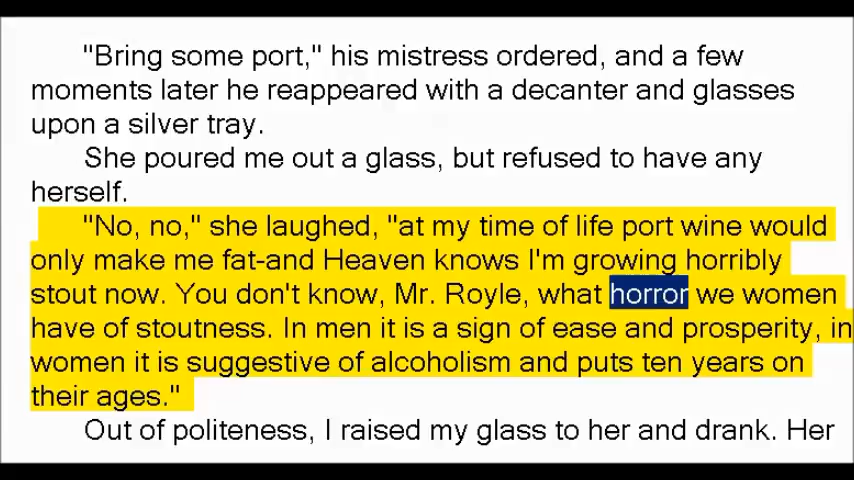 "Bring some port," his mistress ordered, and a few
moments later he reappeared with a decanter and glasses
upon a silver tray.
She poured me out a glass, but refused to have any
herself.
"No, no," she laughed, "at my time of life port wine would
only make me fat-and Heaven knows I'm growing horribly
stout now. You don't know, Mr. Royle, what horror we women
have of stoutness. In men it is a sign of ease and prosperity, in
women it is suggestive of alcoholism and puts ten years on
their ages."
Out of politeness, I raised my glass to her and drank. Her